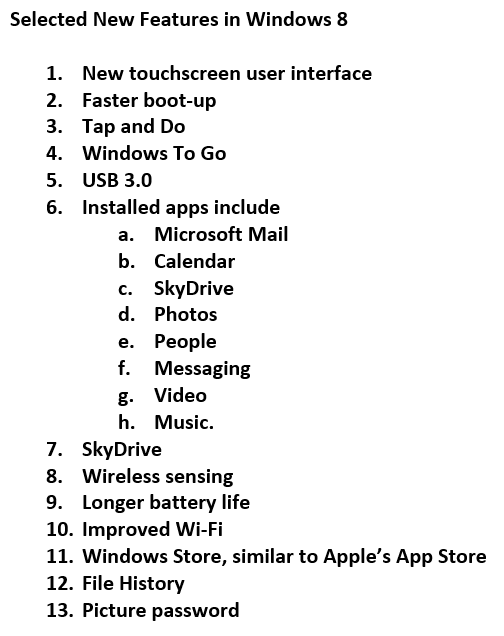 Selected New Features in Windows 8
1. New touchscreen user interface
2. Faster boot-up
3. Tap and Do
4. Windows To Go
5. USB 3.0
6. Installed apps include
a. Microsoft Mail
b. Calendar
c. SkyDrive
d. Photos
e. People
f. Messaging
g. Video
h. Music.
7. SkyDrive
8. Wireless sensing
9. Longer battery life
10. Improved Wi-Fi
11. Windows Store, similar to Apple’s App Store
12. File History
13. Picture password